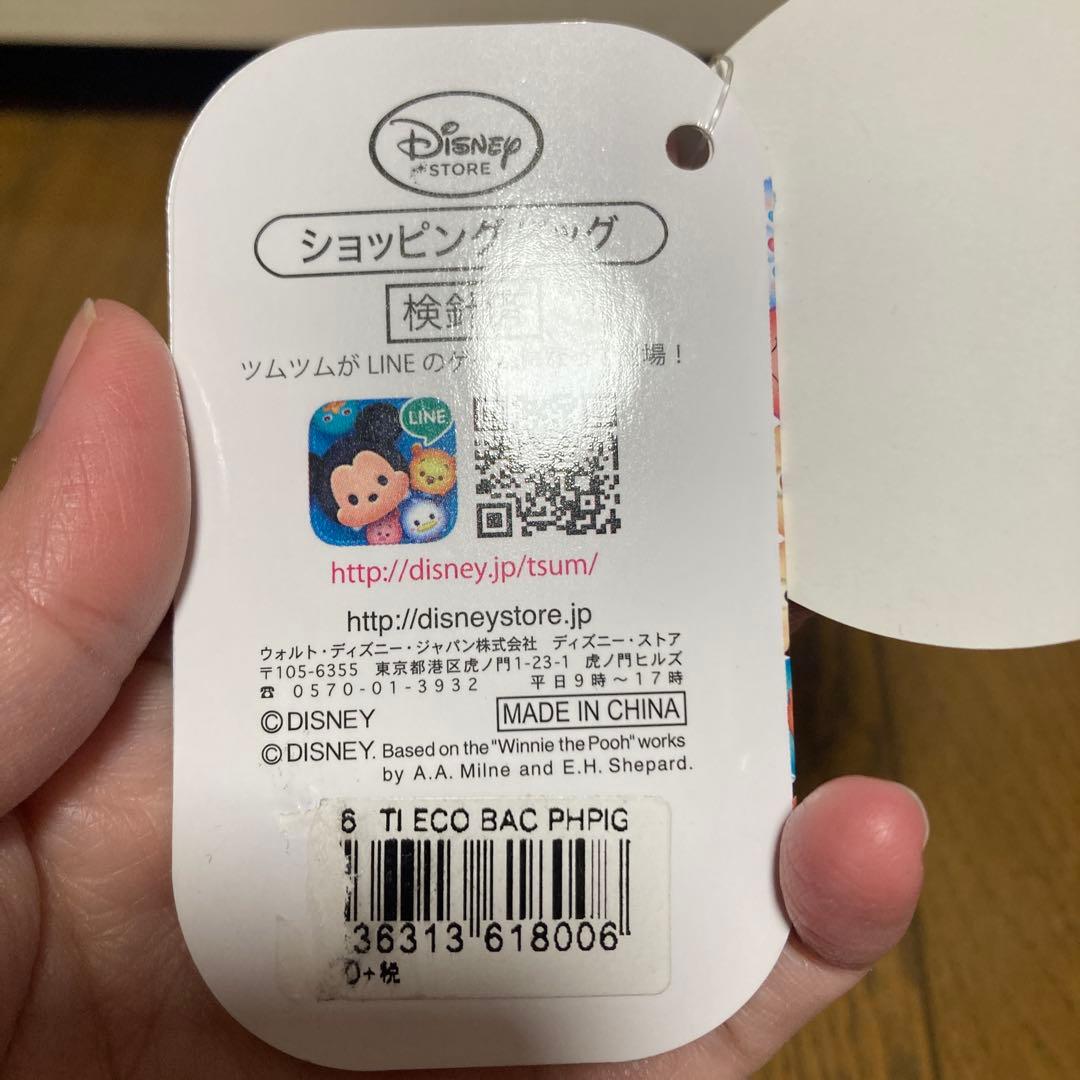 Disney
STORE
ショッピングバッグ
検針済
ツムツムが LINE のゲ 場！
LINE
http://disney.jp/tsum/
http://disneystore.jp
ウォルト・ディズニー・ジャパン株式会社 ディズニー・ストア
〒105-6355 東京都港区虎ノ門1-23-1 虎ノ門ヒルズ
☎ 0570-01-3932 平日9時〜17時
©DISNEY MADE IN CHINA
©DISNEY. Based on the "Winnie the Pooh" works
by A.A. Milne and E.H. Shepard.
6 TI ECO BAC PHPIG
36313 618006
0+税